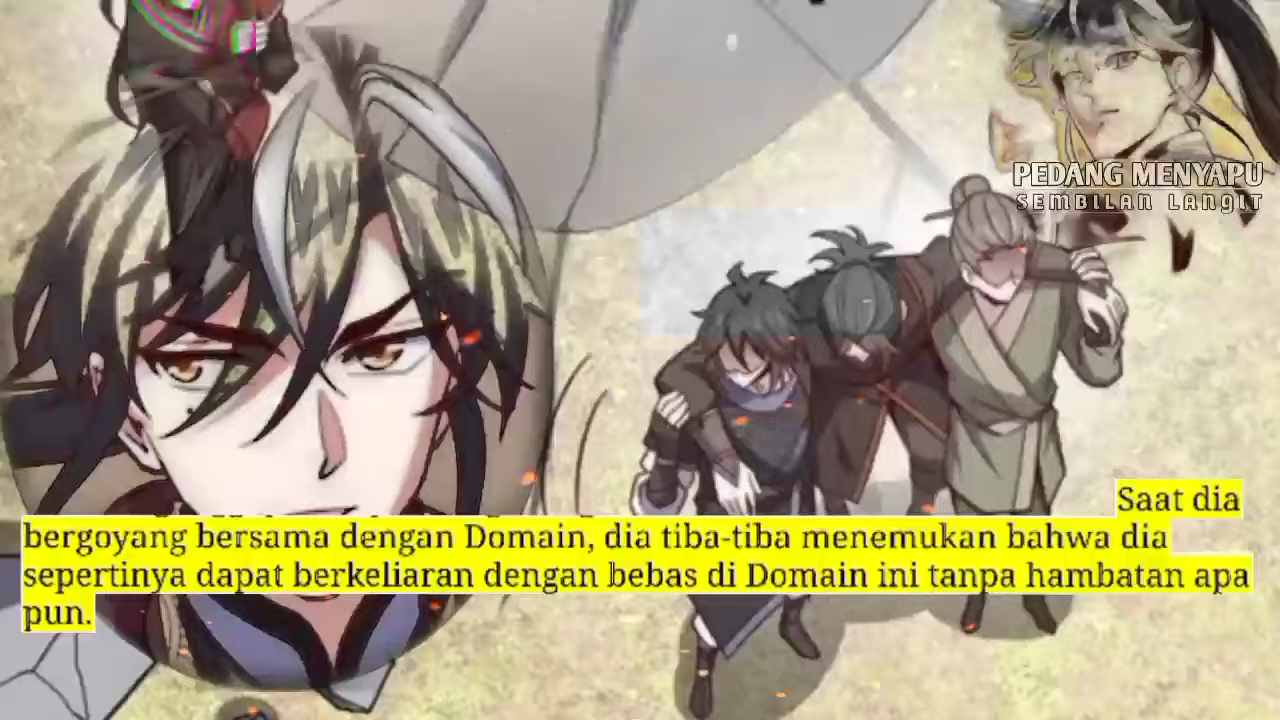 PEDANG MENYAPU
SEMBILAN LANGIT
Saat dia
bergoyang bersama dengan Domain, dia tiba-tiba menemukan bahwa dia
sepertinya dapat berkeliaran dengan bebas di Domain ini tanpa hambatan apa
pun.